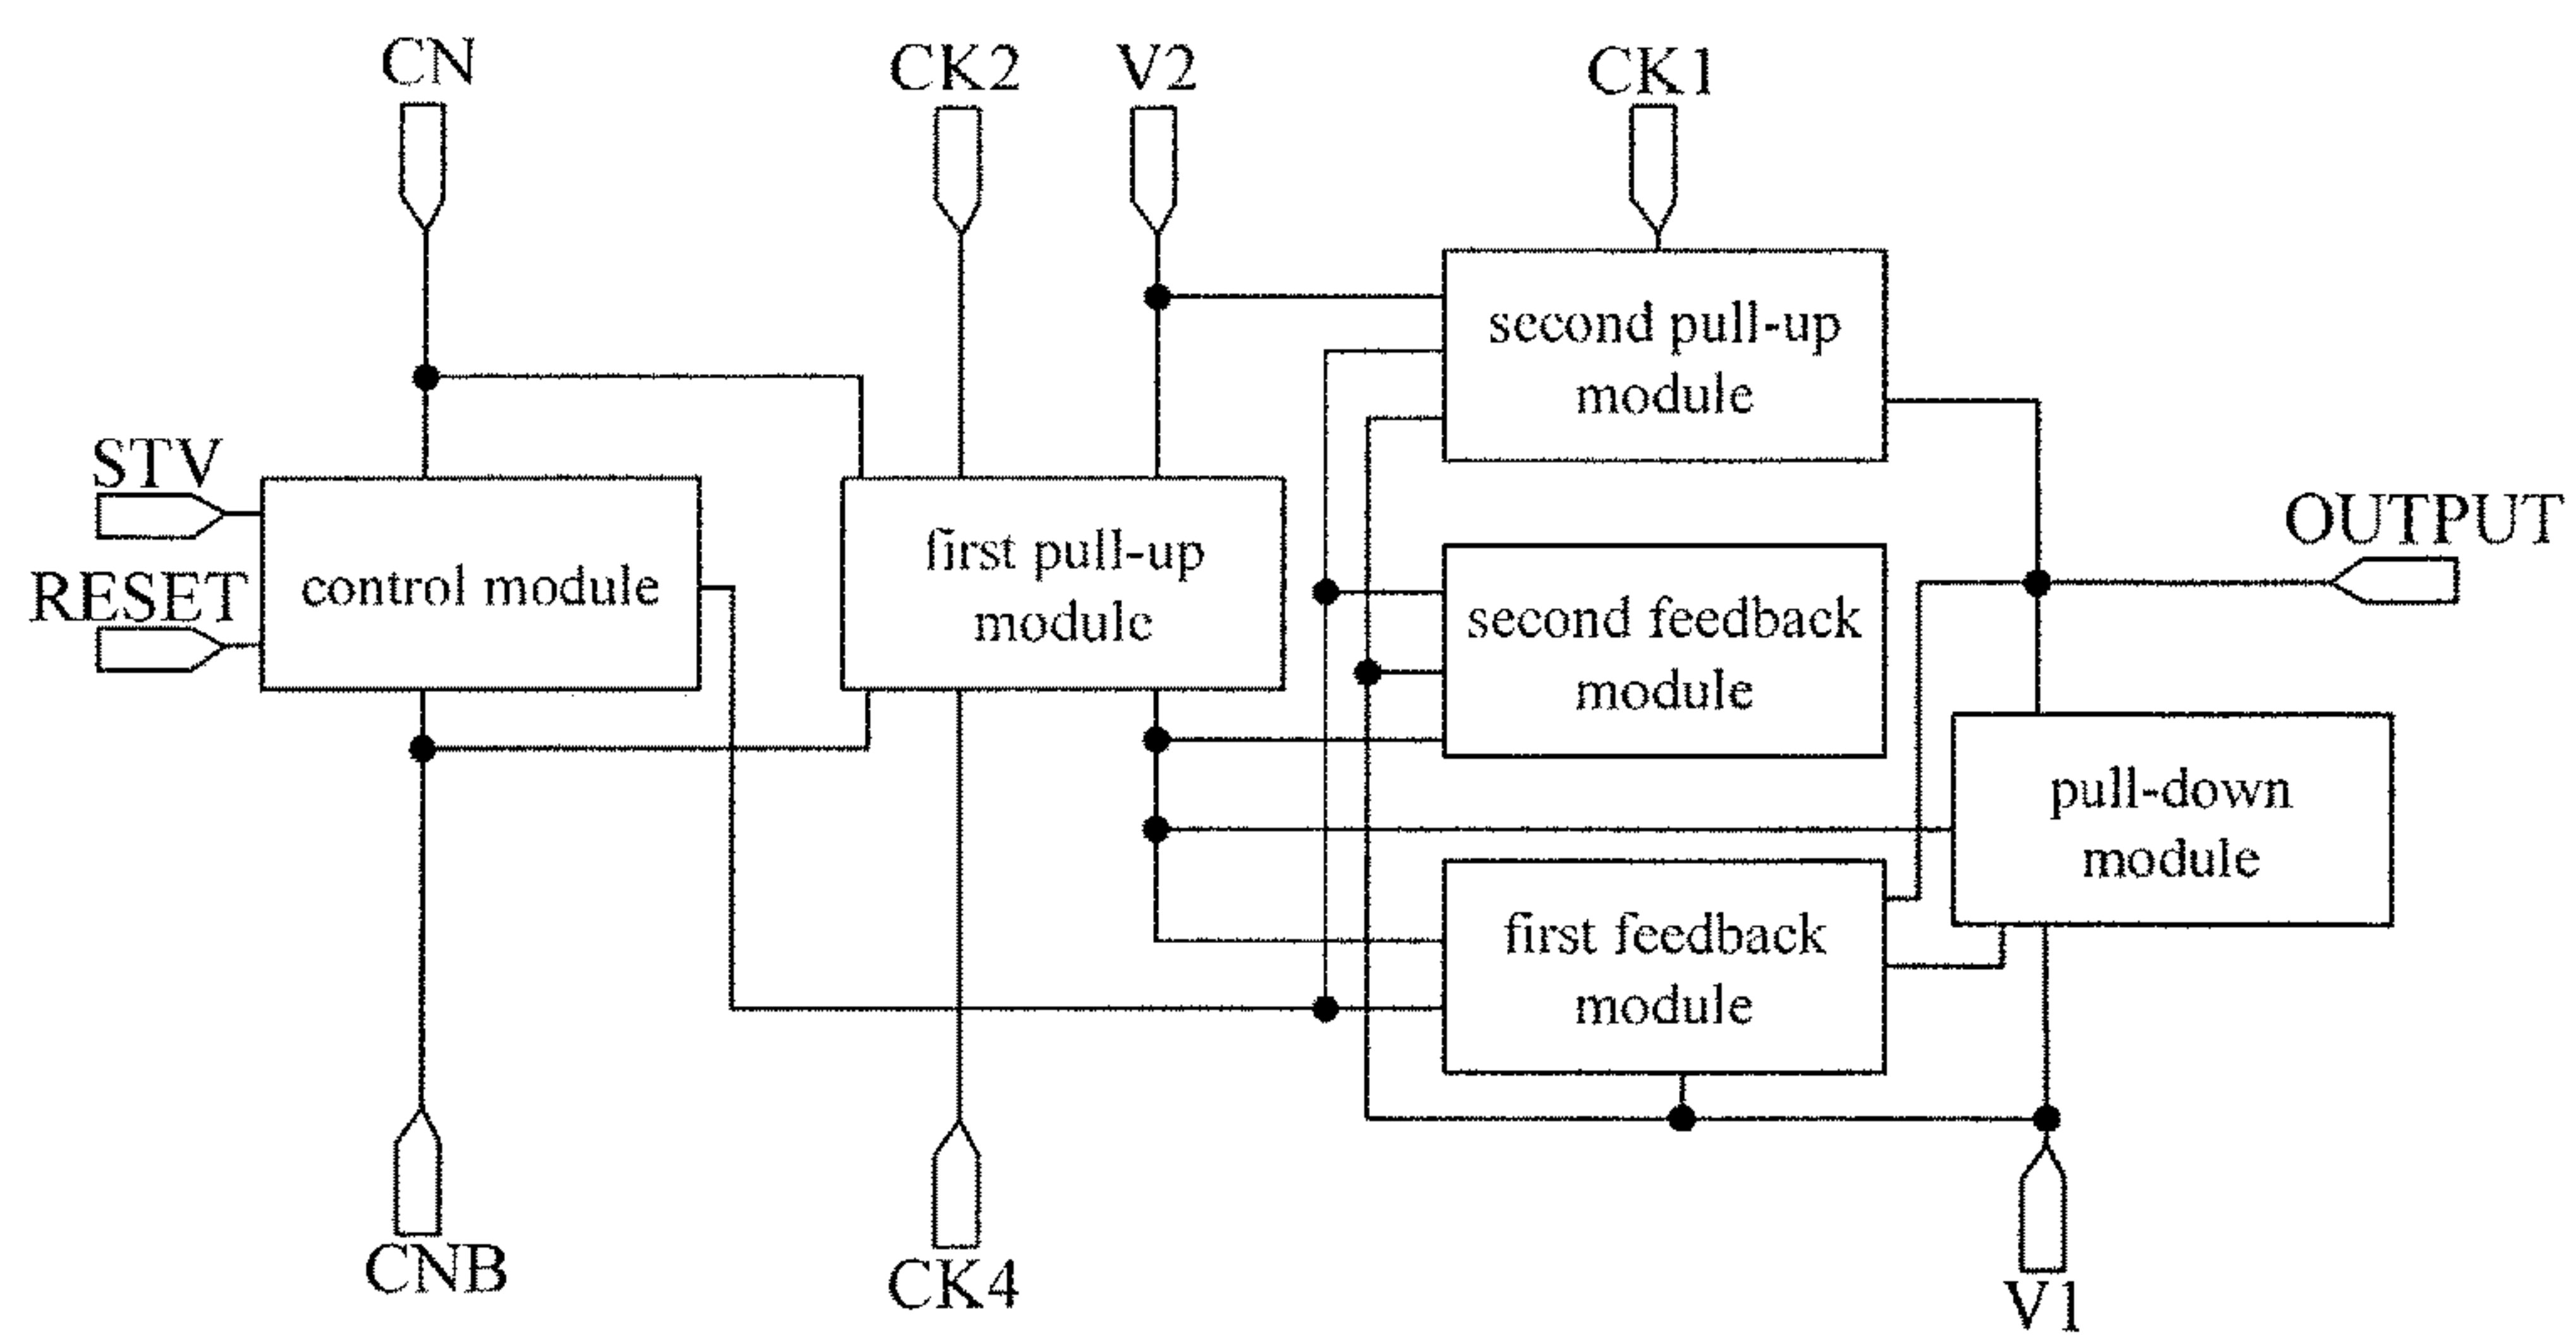 CN
CK2
V2
CK1
second pull-up
module
STV
RESET
control module
first pull-up
module
second feedback
module
OUTPUT
pull-down
module
first feedback
module
CNB
CK4
V1